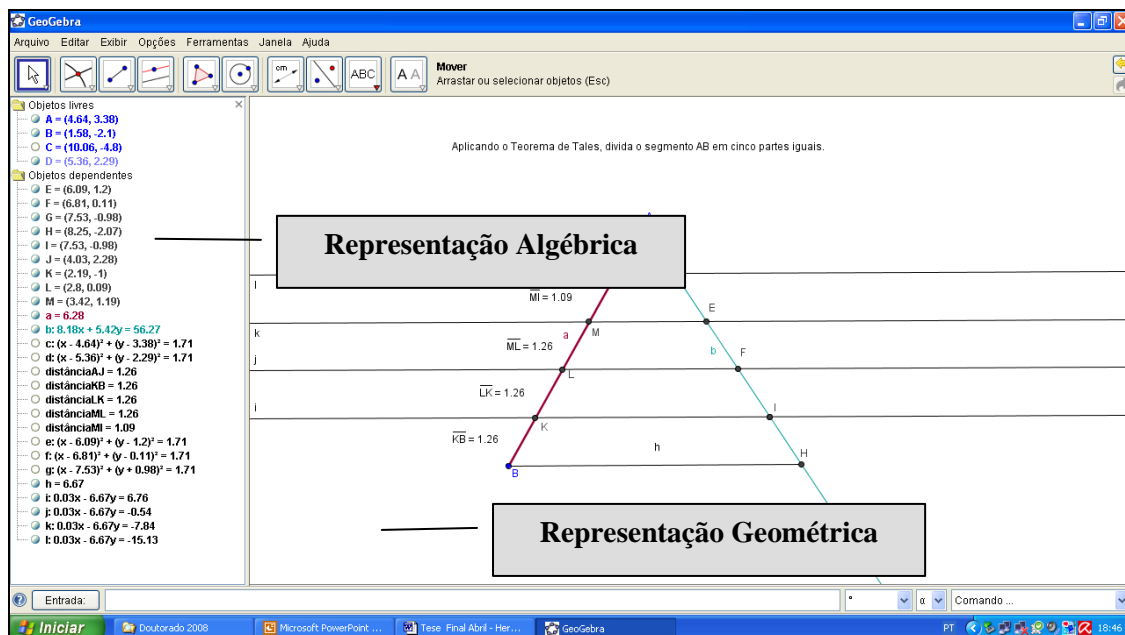 GeoGebra
Arquivo Editar Exibir Opções Ferramentas Janela Ajuda
cm
ABC
A A
Mover
Arrastar ou selecionar objetos (Esc)
Objetos livres
A = (4.64, 3.38)
B = (1.58, -2.1)
C = (10.06, -4.8)
D = (5.36, 2.29)
Objetos dependentes
E = (6.09, 1.2)
F = (6.81, 0.11)
G = (7.53, -0.98)
H = (8.25, -2.07)
I = (7.53, -0.98)
J = (4.03, 2.28)
K = (2.19, -1)
L = (2.8, 0.09)
M = (3.42, 1.19)
a = 6.28
b: 8.18x + 5.42y = 56.27
c: (x - 4.64)² + (y - 3.38)² = 1.71
d: (x - 5.36)² + (y - 2.29)² = 1.71
distânciaAJ = 1.26
distânciaKB = 1.26
distânciaLK = 1.26
distânciaML = 1.26
distânciaMI = 1.09
e: (x - 6.09)² + (y - 1.2)² = 1.71
f: (x - 6.81)² + (y - 0.11)² = 1.71
g: (x - 7.53)² + (y + 0.98)² = 1.71
h = 6.67
i: 0.03x - 6.67y = 6.76
j: 0.03x - 6.67y = -0.54
k: 0.03x - 6.67y = -7.84
l: 0.03x - 6.67y = -15.13
Aplicando o Teorema de Tales, divida o segmento AB em cinco partes iguais.
Representação Algébrica
l
MI = 1.09
E
k
a M
ML = 1.26
b F
j
L
LK = 1.26
i
I
K
KB = 1.26
h
H
B
Representação Geométrica
Entrada:
°
α
Comando ...
Iniciar
Doutorado 2008
Microsoft PowerPoint ...
Tese Final Abril - Her...
GeoGebra
PT
18:46